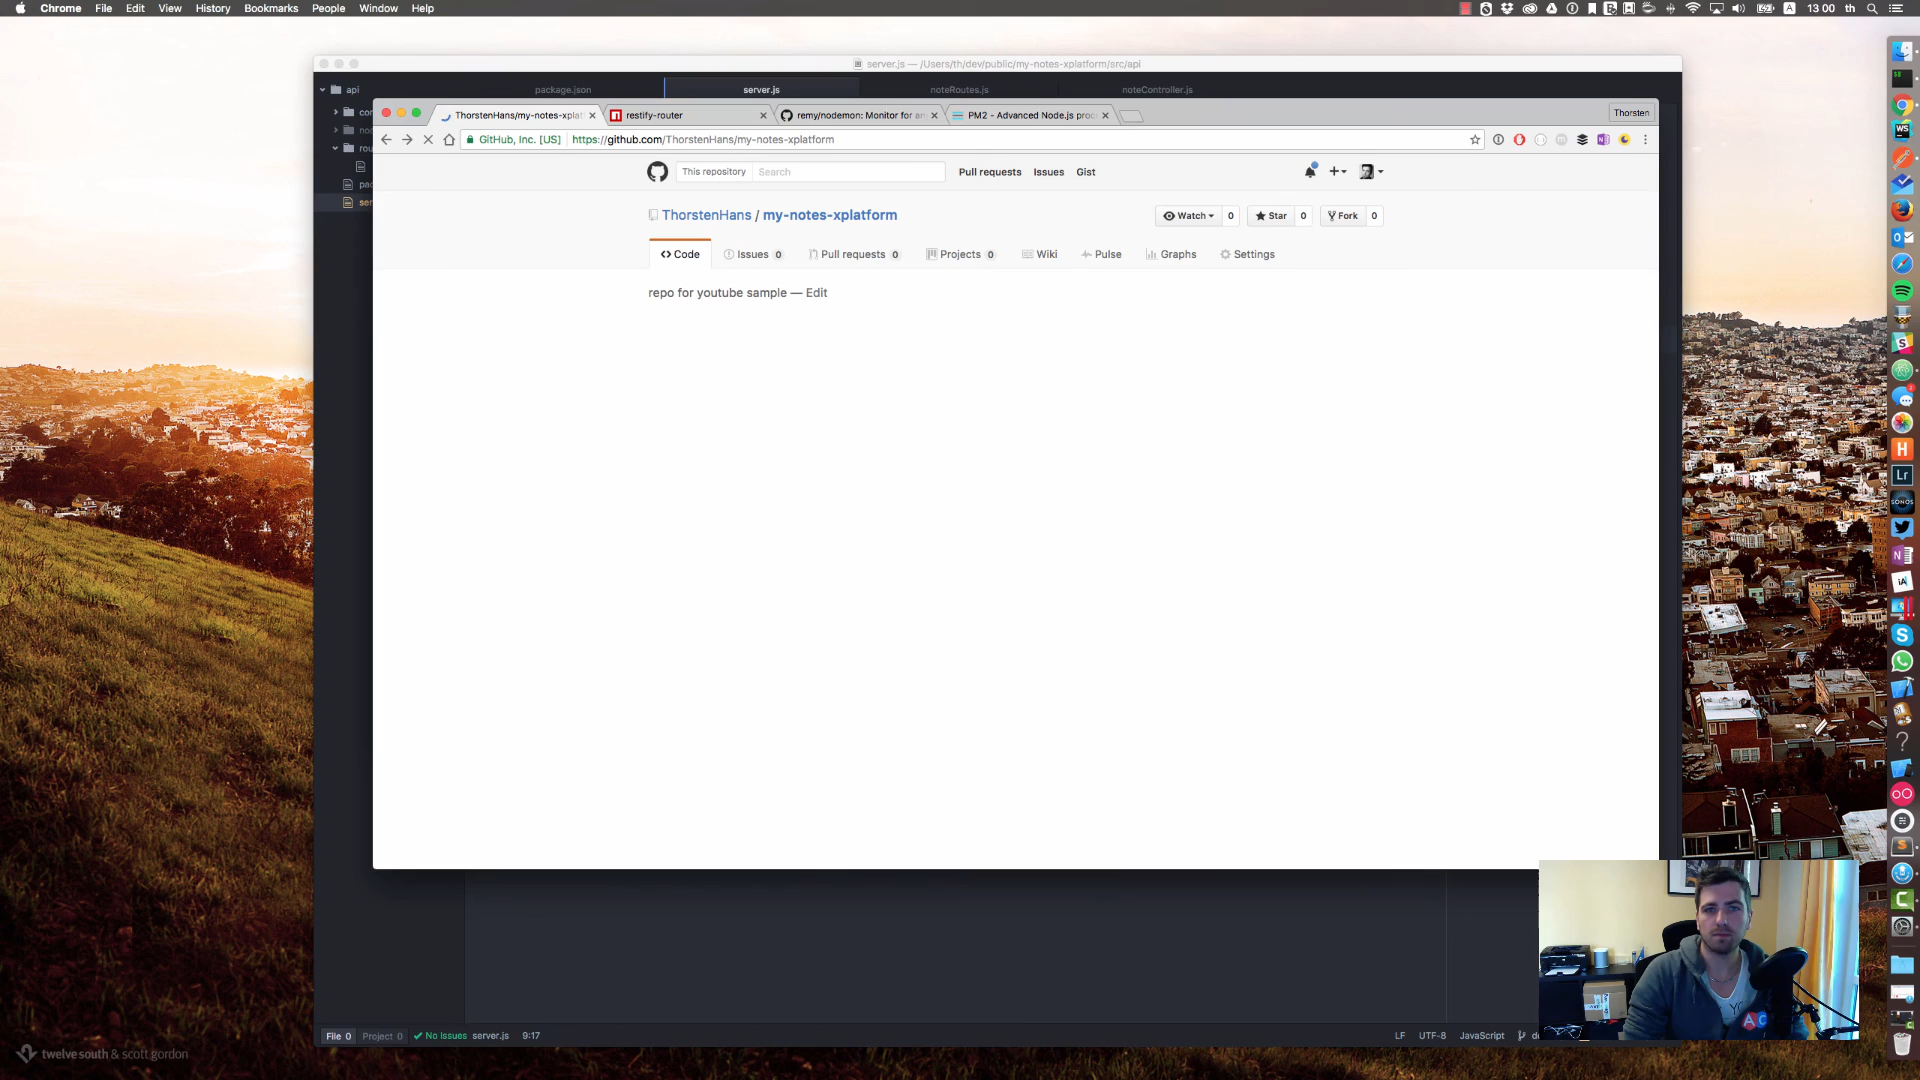 Chrome File Edit View History Bookmarks People Window Help
13 00 th
server.js — /Users/th/dev/public/my-notes-xplatform/src/api
api
package.json
server.js
noteRoutes.js
noteController.js
ThorstenHans/my-notes-xplat
restify-router
remy/nodemon: Monitor for an
PM2 - Advanced Node.js proc
Thorsten
GitHub, Inc. [US] https://github.com/ThorstenHans/my-notes-xplatform
This repository Search
Pull requests Issues Gist
ThorstenHans / my-notes-xplatform
Watch 0 Star 0 Fork 0
Code Issues 0 Pull requests 0 Projects 0 Wiki Pulse Graphs Settings
repo for youtube sample — Edit
File 0 Project 0 No Issues server.js 9:17
LF UTF-8 JavaScript
twelve south & scott gordon